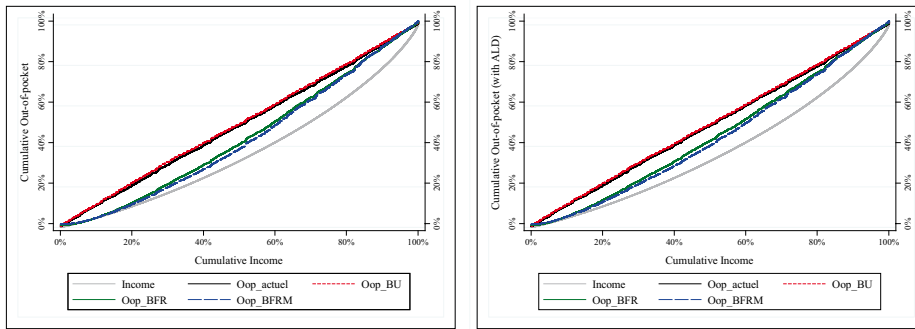 Cumulative Out-of-pocket
100%
80%
60%
40%
20%
0%
100%
80%
60%
40%
20%
0%
0% 20% 40% 60% 80% 100%
Cumulative Income
Income Oop_actuel Oop_BU
Oop_BFR Oop_BFRM
Cumulative Out-of-pocket (with ALD)
100%
80%
60%
40%
20%
0%
100%
80%
60%
40%
20%
0%
0% 20% 40% 60% 80% 100%
Cumulative Income
Income Oop_actuel Oop_BU
Oop_BFR Oop_BFRM